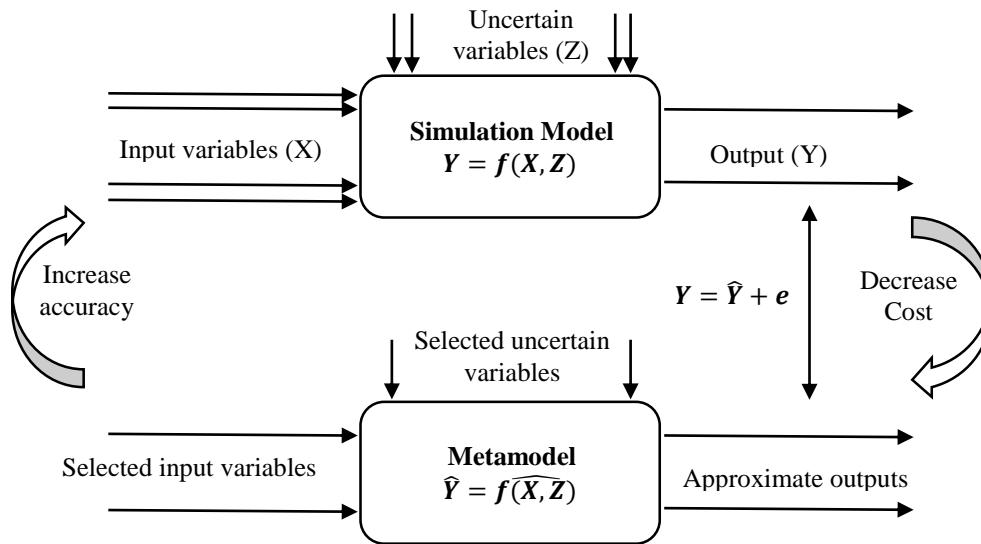 Uncertain
variables (Z)
Simulation Model
Y = f(X, Z)
Input variables (X)
Output (Y)
Increase
accuracy
Y = Ŷ + e
Decrease
Cost
Selected uncertain
variables
Metamodel
Ŷ = f(X, Z)̂
Selected input variables
Approximate outputs